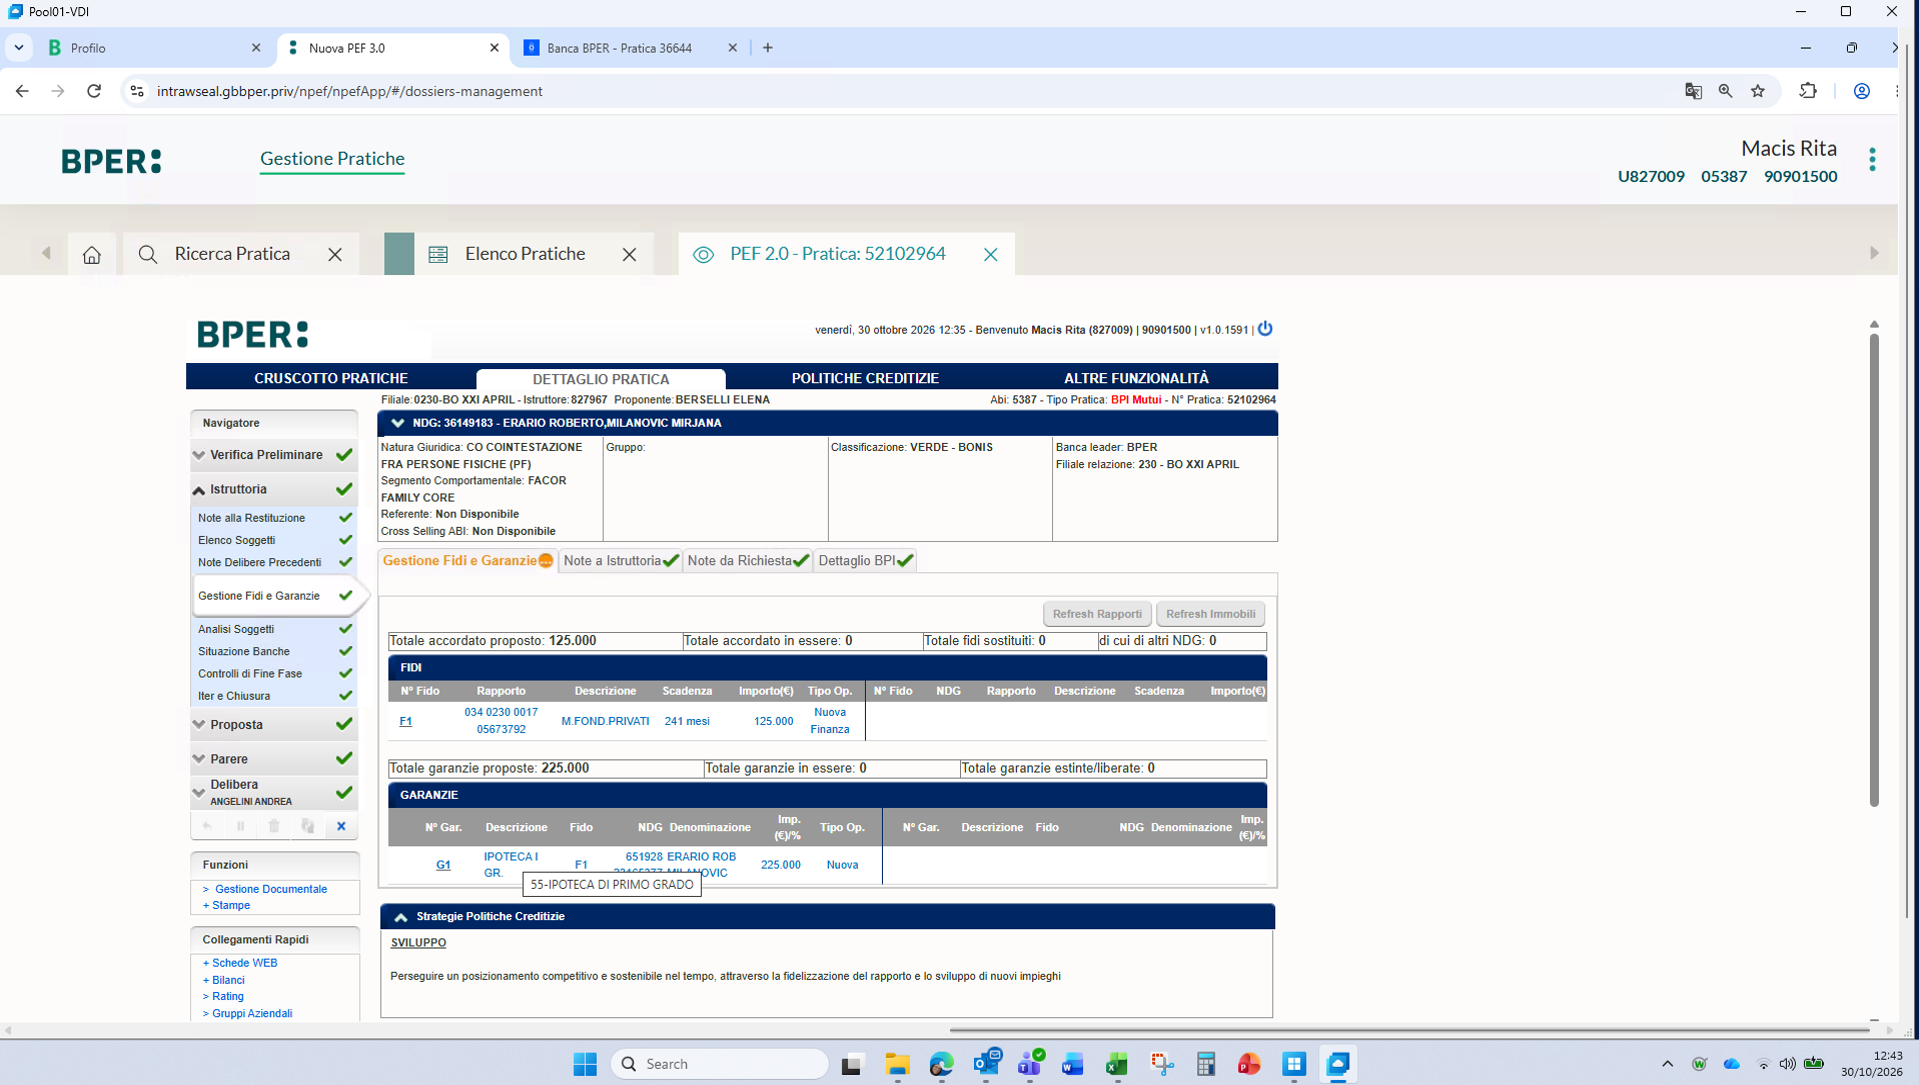 Pool01-VDI
Profilo
Nuova PEF 3.0
Banca BPER - Pratica 36644
intrawseal.gbbper.priv/npef/npefApp/#/dossiers-management
BPER:
Gestione Pratiche
Macis Rita
U827009 05387 90901500
Ricerca Pratica
Elenco Pratiche
PEF 2.0 - Pratica: 52102964
BPER:
venerdì, 30 ottobre 2026 12:35 - Benvenuto Macis Rita (827009) | 90901500 | v1.0.1591 |
CRUSCOTTO PRATICHE
DETTAGLIO PRATICA
POLITICHE CREDITIZIE
ALTRE FUNZIONALITÀ
Filiale: 0230-BO XXI APRIL - Istruttore: 827967 Proponente: BERSELLI ELENA
Abi: 5387 - Tipo Pratica: BPI Mutui - N° Pratica: 52102964
Navigatore
Verifica Preliminare
Istruttoria
Note alla Restituzione
Elenco Soggetti
Note Delibere Precedenti
Gestione Fidi e Garanzie
Analisi Soggetti
Situazione Banche
Controlli di Fine Fase
Iter e Chiusura
Proposta
Parere
Delibera
ANGELINI ANDREA
Funzioni
> Gestione Documentale
+ Stampe
Collegamenti Rapidi
+ Schede WEB
+ Bilanci
> Rating
> Gruppi Aziendali
NDG: 36149183 - ERARIO ROBERTO,MILANOVIC MIRJANA
Natura Giuridica: CO COINTESTAZIONE
FRA PERSONE FISICHE (PF)
Segmento Comportamentale: FACOR
FAMILY CORE
Referente: Non Disponibile
Cross Selling ABI: Non Disponibile
Gruppo:
Classificazione: VERDE - BONIS
Banca leader: BPER
Filiale relazione: 230 - BO XXI APRIL
Gestione Fidi e Garanzie
Note a Istruttoria
Note da Richiesta
Dettaglio BPI
Refresh Rapporti
Refresh Immobili
Totale accordato proposto: 125.000
Totale accordato in essere: 0
Totale fidi sostituiti: 0
di cui di altri NDG: 0
FIDI
N° Fido Rapporto Descrizione Scadenza Importo(€) Tipo Op.
N° Fido NDG Rapporto Descrizione Scadenza Importo(€)
F1
034 0230 0017
05673792
M.FOND.PRIVATI
241 mesi
125.000
Nuova
Finanza
Totale garanzie proposte: 225.000
Totale garanzie in essere: 0
Totale garanzie estinte/liberate: 0
GARANZIE
N° Gar. Descrizione Fido NDG Denominazione Imp. (€)/% Tipo Op.
N° Gar. Descrizione Fido NDG Denominazione Imp. (€)/%
G1
IPOTECA I
GR.
F1
651928 ERARIO ROB
225.000
Nuova
55-IPOTECA DI PRIMO GRADO
Strategie Politiche Creditizie
SVILUPPO
Perseguire un posizionamento competitivo e sostenibile nel tempo, attraverso la fidelizzazione del rapporto e lo sviluppo di nuovi impieghi
Search
12:43
30/10/2026